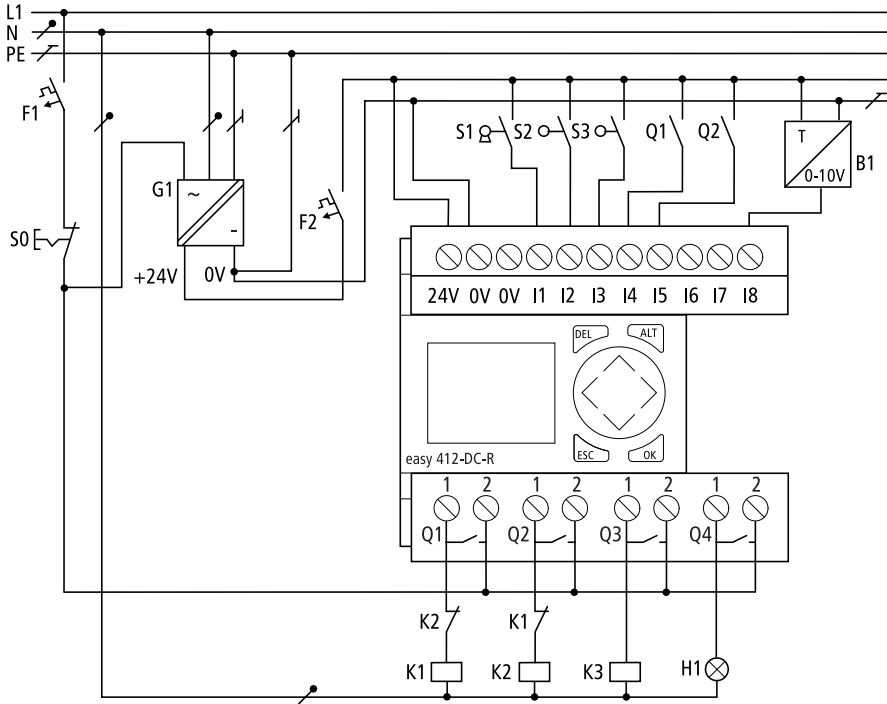 L1
N
PE
F1
S1 S2 S3 Q1 Q2
T
0-10V
B1
G1
~
-
F2
S0
+24V 0V
24V 0V 0V I1 I2 I3 I4 I5 I6 I7 I8
DEL ALT
ESC OK
easy 412-DC-R
1 2 1 2 1 2 1 2
Q1 Q2 Q3 Q4
K2 K1
K1 K2 K3 H1